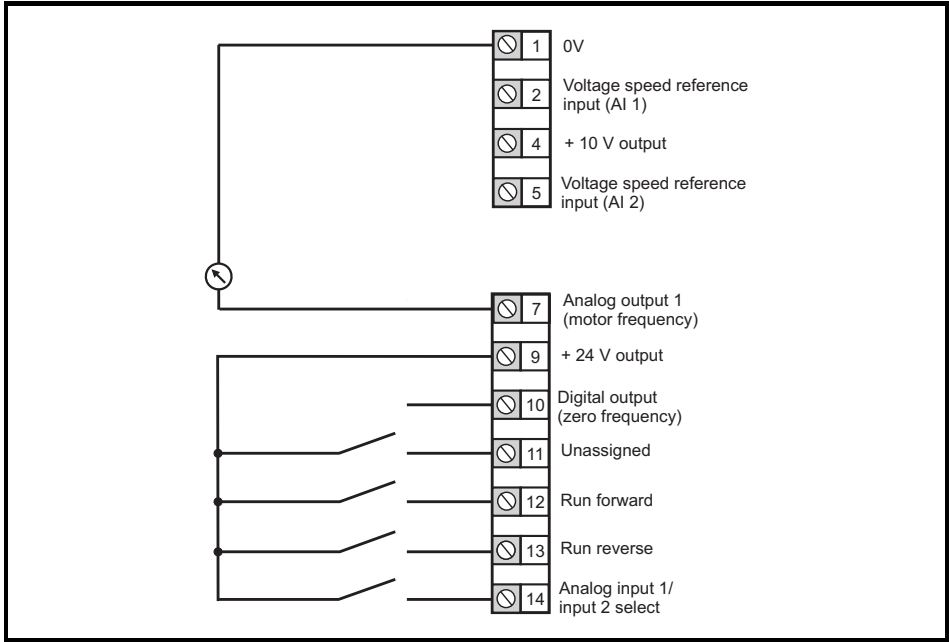 1 0V
2 Voltage speed reference
input (AI 1)
4 + 10 V output
5 Voltage speed reference
input (AI 2)
7 Analog output 1
(motor frequency)
9 + 24 V output
10 Digital output
(zero frequency)
11 Unassigned
12 Run forward
13 Run reverse
14 Analog input 1/
input 2 select